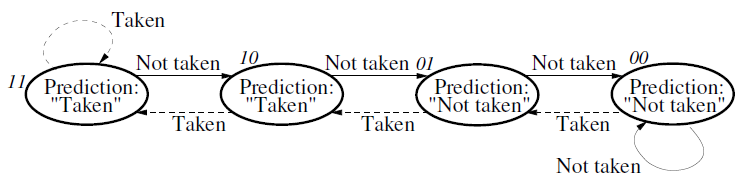 Taken
Not taken
Not taken
Not taken
11
10
01
00
Prediction:
"Taken"
Prediction:
"Taken"
Prediction:
"Not taken"
Prediction:
"Not taken"
Taken
Taken
Taken
Not taken